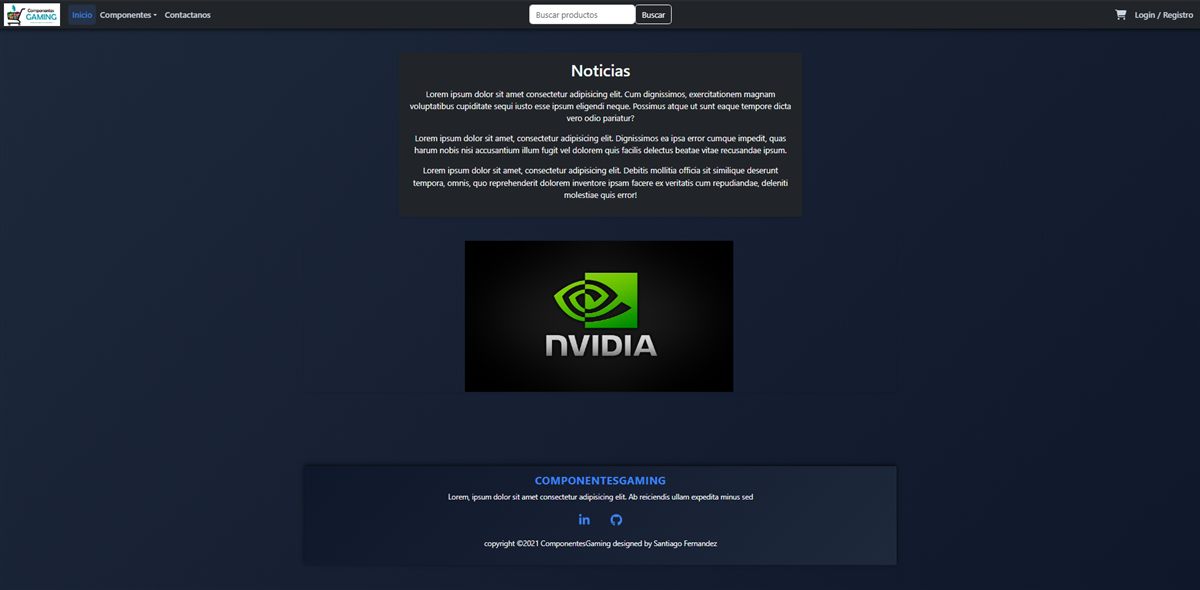 Componentes
GAMING
Inicio Componentes Contactanos
Buscar productos Buscar
Login / Registro
Noticias
Lorem ipsum dolor sit amet consectetur adipisicing elit. Cum dignissimos, exercitationem magnam
voluptatibus cupiditate sequi iusto esse ipsum eligendi neque. Possimus atque ut sunt eaque tempore dicta
vero odio pariatur?
Lorem ipsum dolor sit amet, consectetur adipisicing elit. Dignissimos ea ipsa error cumque impedit, quas
harum nobis nisi accusantium illum fugit vel dolorem quis facilis delectus beatae vitae recusandae ipsum.
Lorem ipsum dolor sit amet, consectetur adipisicing elit. Debitis mollitia officia sit similique deserunt
tempora, omnis, quo reprehenderit dolorem inventore ipsam facere ex veritatis cum repudiandae, deleniti
molestiae quis error!
NVIDIA
COMPONENTESGAMING
Lorem, ipsum dolor sit amet consectetur adipisicing elit. Ab reiciendis ullam expedita minus sed
in
copyright ©2021 ComponentesGaming designed by Santiago Fernandez